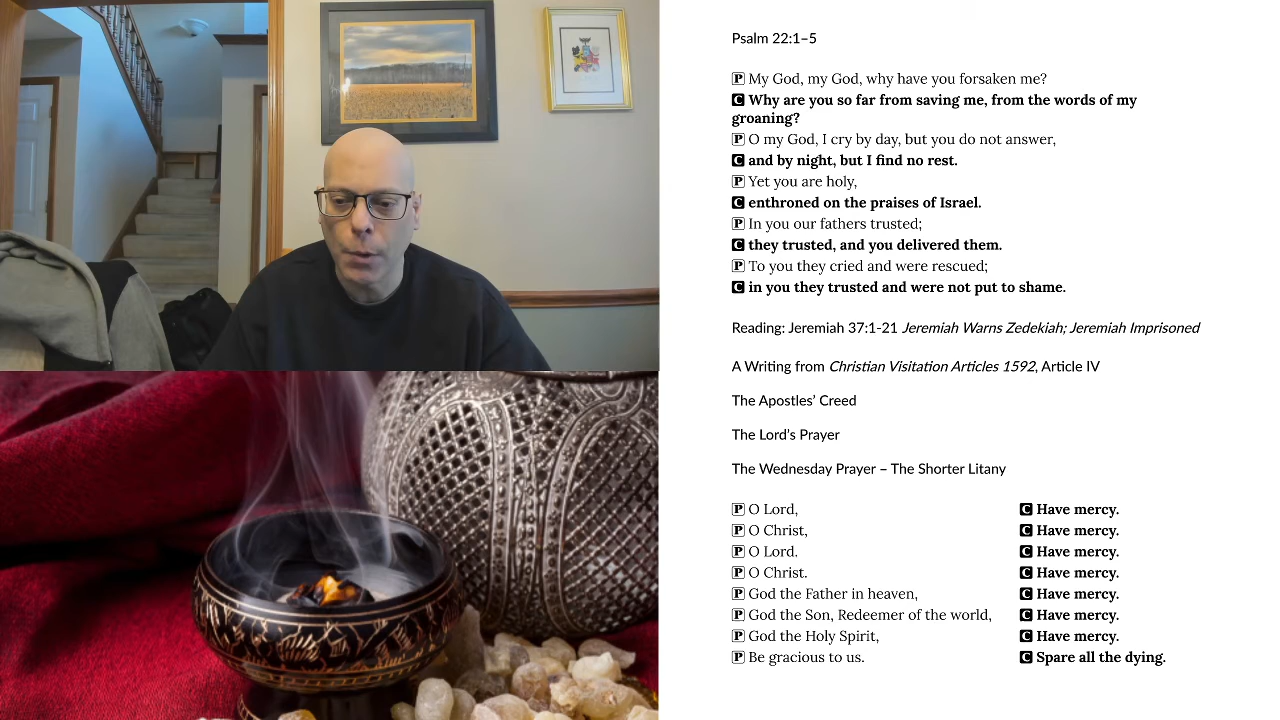 Psalm 22:1–5
P My God, my God, why have you forsaken me?
C Why are you so far from saving me, from the words of my
groaning?
P O my God, I cry by day, but you do not answer,
C and by night, but I find no rest.
P Yet you are holy,
C enthroned on the praises of Israel.
P In you our fathers trusted;
C they trusted, and you delivered them.
P To you they cried and were rescued;
C in you they trusted and were not put to shame.
Reading: Jeremiah 37:1-21 Jeremiah Warns Zedekiah; Jeremiah Imprisoned
A Writing from Christian Visitation Articles 1592, Article IV
The Apostles’ Creed
The Lord’s Prayer
The Wednesday Prayer – The Shorter Litany
P O Lord, C Have mercy.
P O Christ, C Have mercy.
P O Lord. C Have mercy.
P O Christ. C Have mercy.
P God the Father in heaven, C Have mercy.
P God the Son, Redeemer of the world, C Have mercy.
P God the Holy Spirit, C Have mercy.
P Be gracious to us. C Spare all the dying.